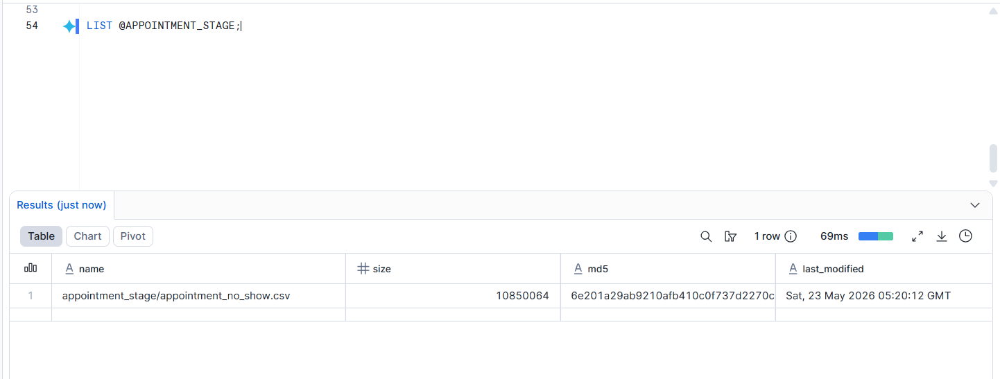 53
54 LIST @APPOINTMENT_STAGE;
Results (just now)
Table Chart Pivot 1 row 69ms
name size md5 last_modified
1 appointment_stage/appointment_no_show.csv 10850064 6e201a29ab9210afb410c0f737d2270c Sat, 23 May 2026 05:20:12 GMT